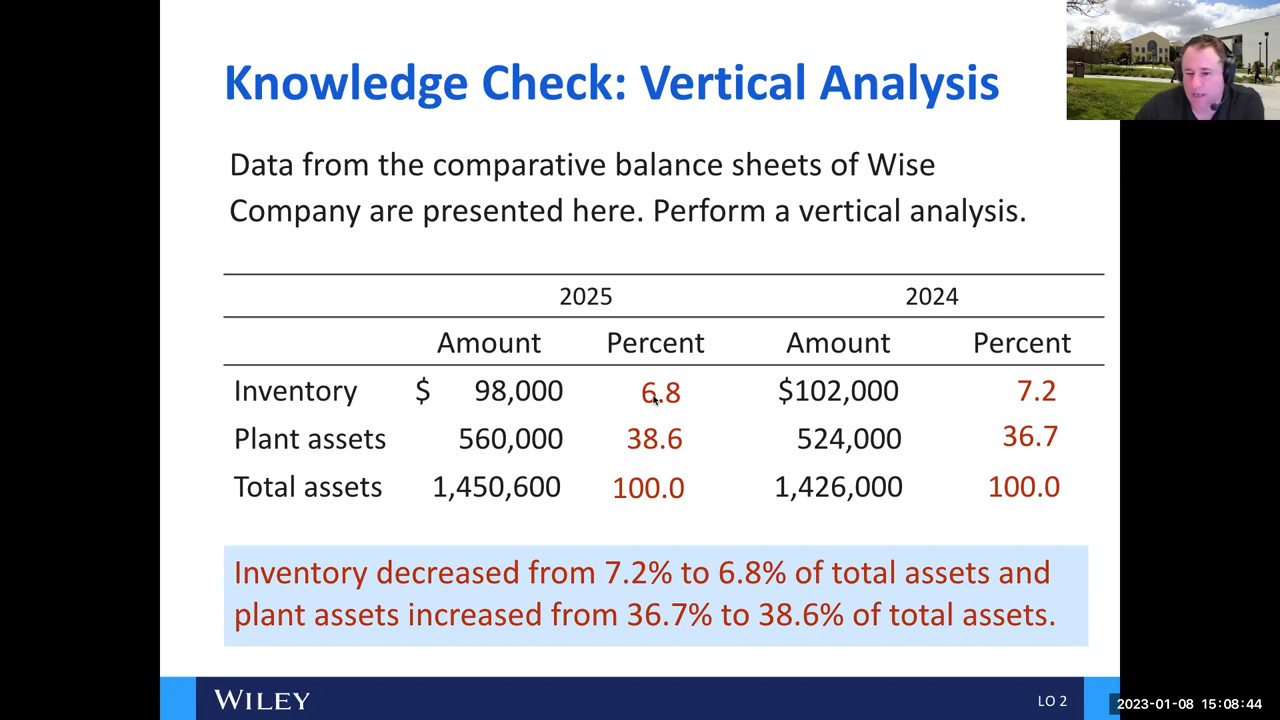 Knowledge Check: Vertical Analysis
Data from the comparative balance sheets of Wise
Company are presented here. Perform a vertical analysis.
2025 2024
Amount Percent Amount Percent
Inventory $ 98,000 6.8 $102,000 7.2
Plant assets 560,000 38.6 524,000 36.7
Total assets 1,450,600 100.0 1,426,000 100.0
Inventory decreased from 7.2% to 6.8% of total assets and
plant assets increased from 36.7% to 38.6% of total assets.
WILEY LO 2
2023-01-08 15:08:44